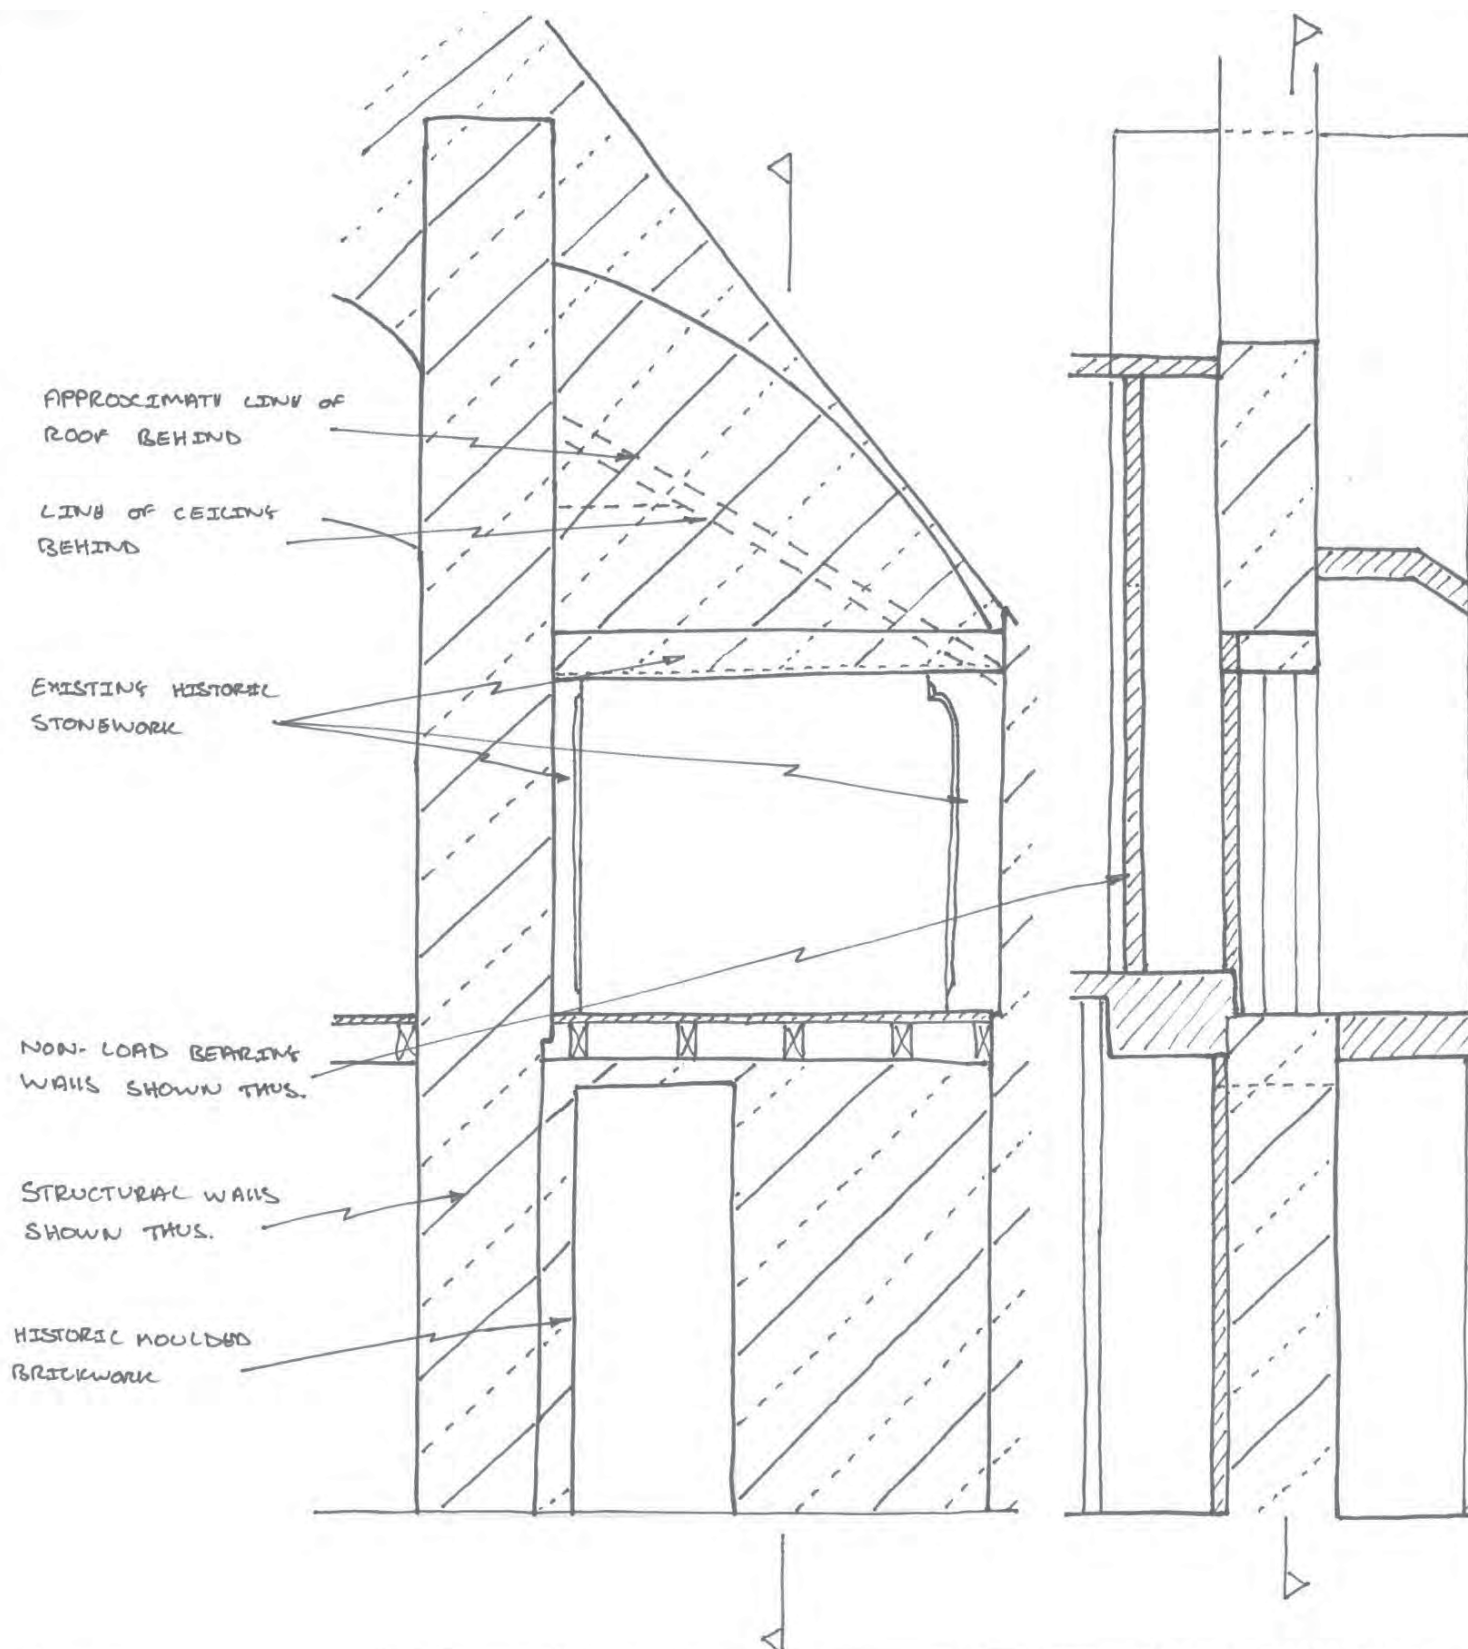 APPROXIMATE LINE OF
ROOF BEHIND
LINE OF CEILING
BEHIND
EXISTING HISTORIC
STONEWORK
NON-LOAD BEARING
WALLS SHOWN THUS.
STRUCTURAL WALLS
SHOWN THUS.
HISTORIC MOULDED
BRICKWORK